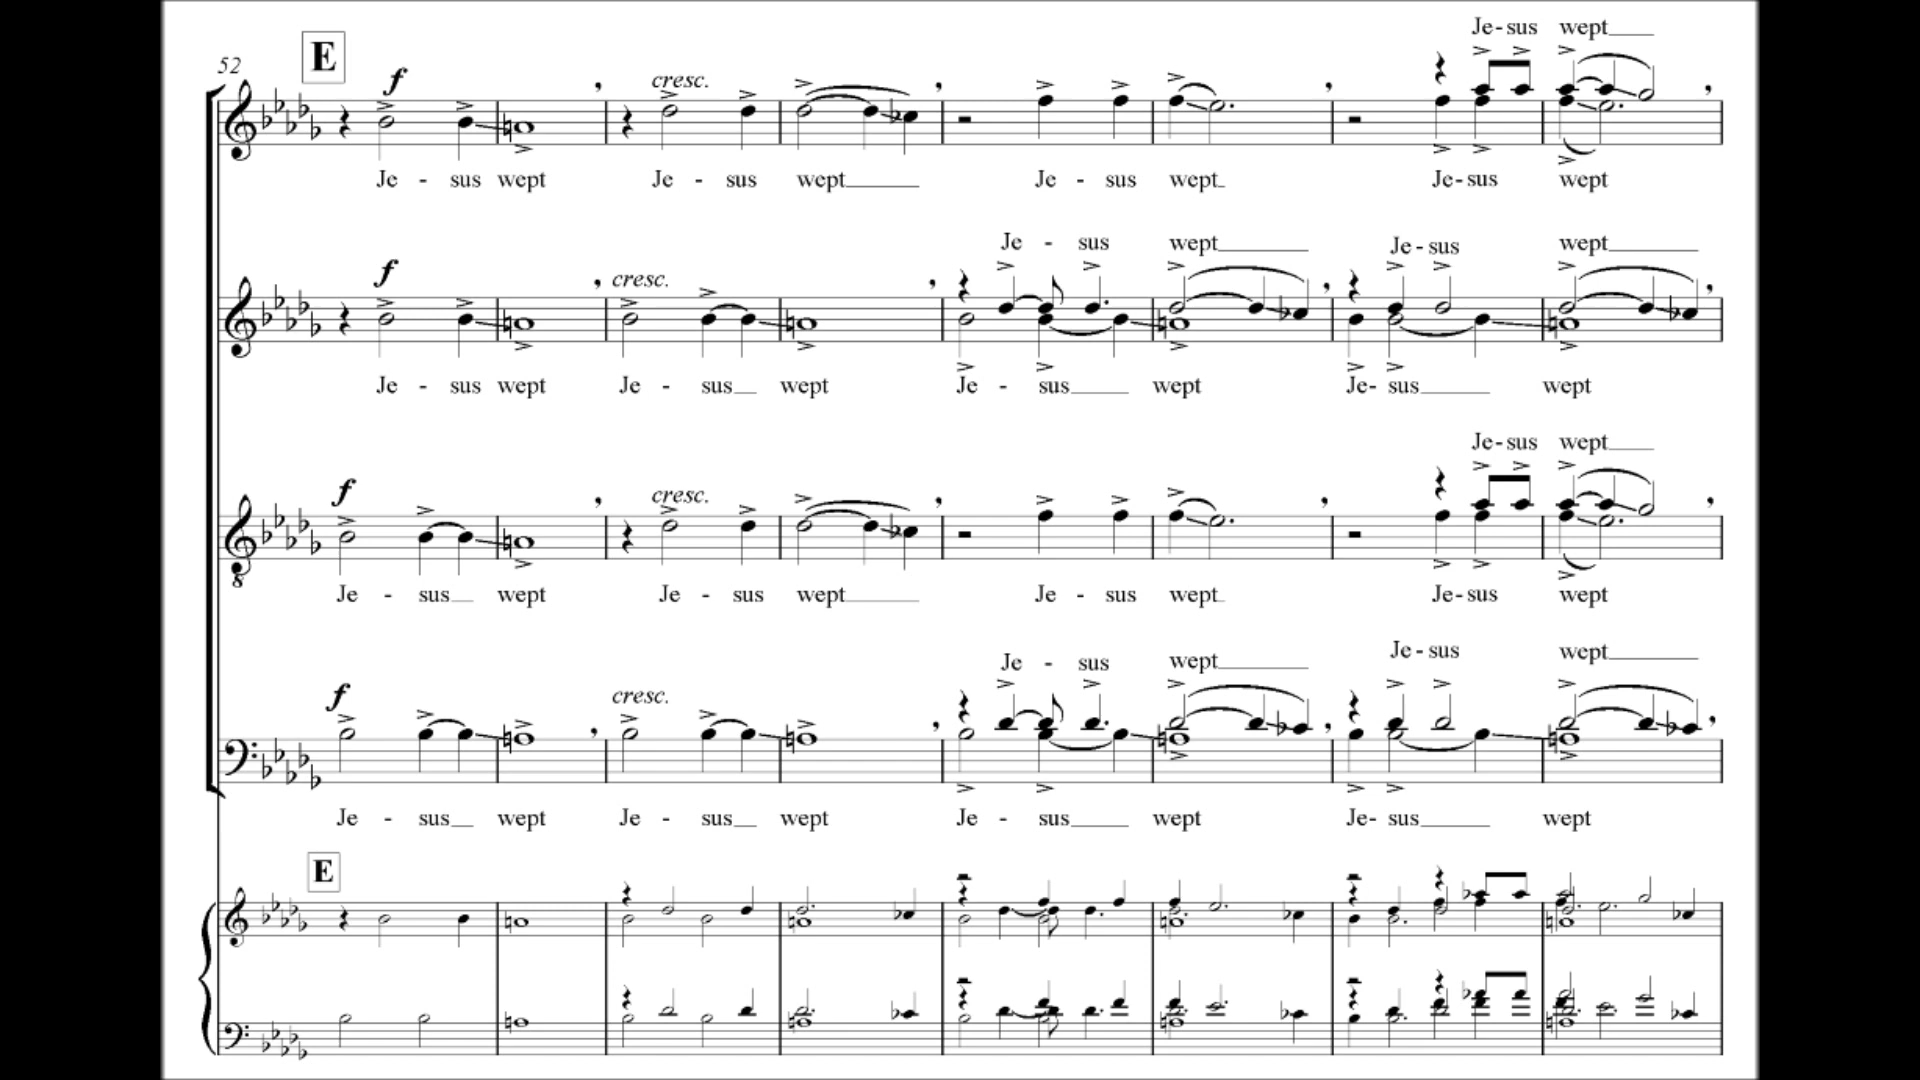 Je-sus wept
E
52
f cresc.
Je - sus wept Je - sus wept Je - sus wept Je-sus wept
Je - sus wept Je-sus wept
f cresc.
Je - sus wept Je - sus wept Je - sus wept Je- sus wept
Je-sus wept
f cresc.
Je - sus wept Je - sus wept Je - sus wept Je-sus wept
Je - sus wept Je-sus wept
f cresc.
Je - sus wept Je - sus wept Je - sus wept Je- sus wept
E